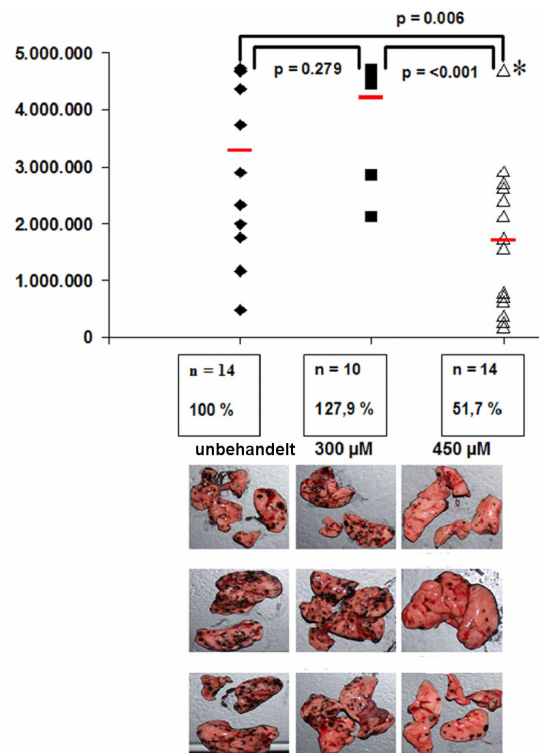 p = 0.006
5.000.000
p = 0.279
p = <0.001
*
4.000.000
3.000.000
2.000.000
1.000.000
0
n = 14
100 %
n = 10
127,9 %
n = 14
51,7 %
unbehandelt
300 µM
450 µM